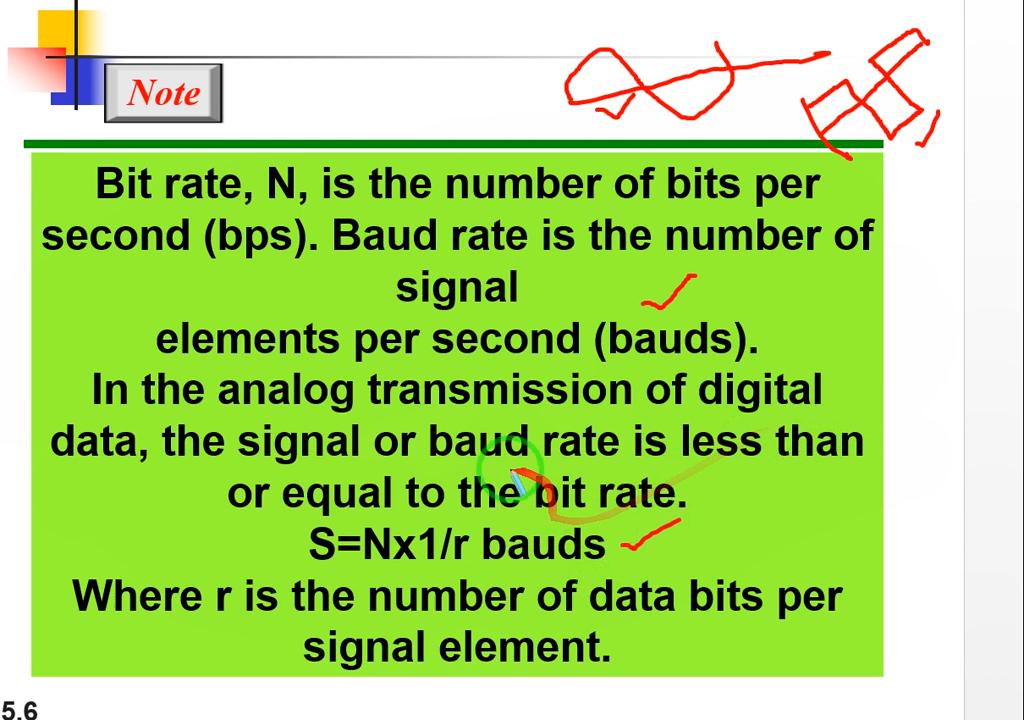 Note
Bit rate, N, is the number of bits per
second (bps). Baud rate is the number of
signal
elements per second (bauds).
In the analog transmission of digital
data, the signal or baud rate is less than
or equal to the bit rate.
S=Nx1/r bauds
Where r is the number of data bits per
signal element.
5.6